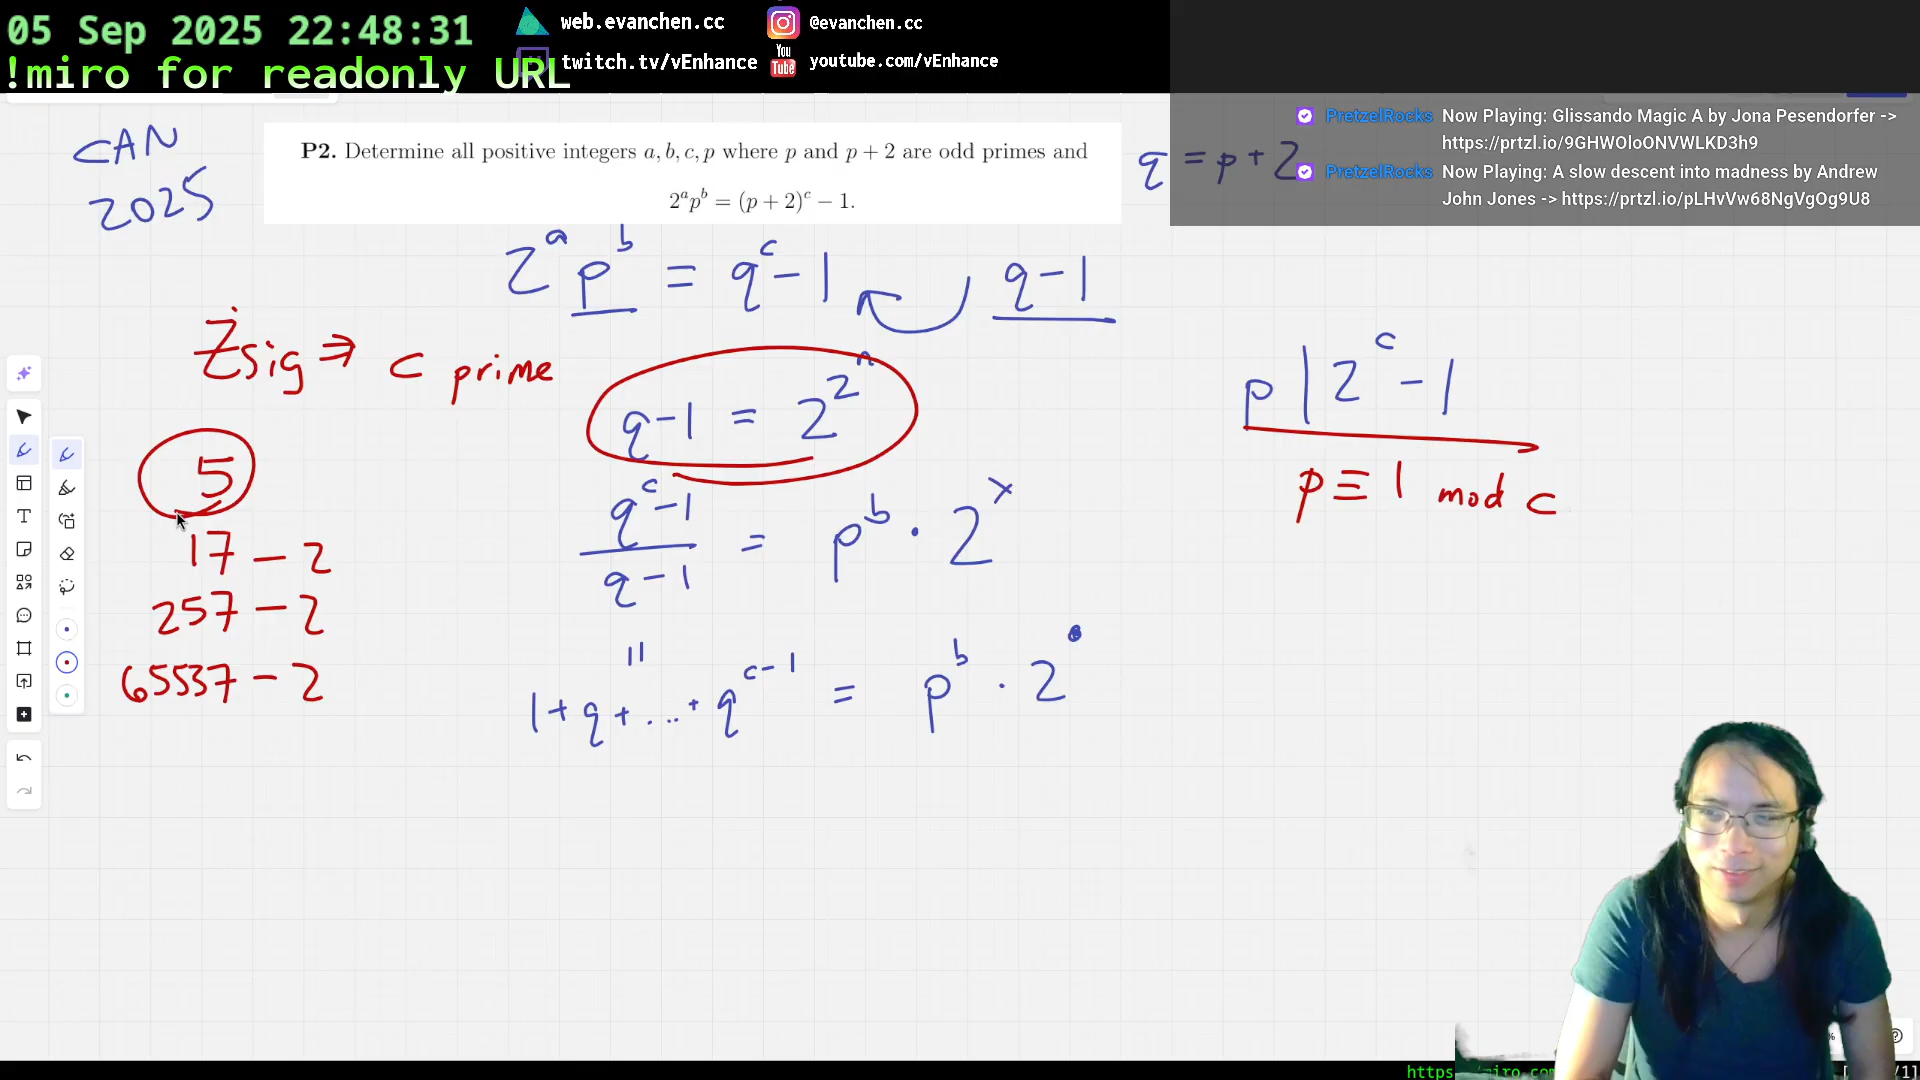 05 Sep 2025 22:48:31
!miro for readonly URL
web.evanchen.cc
@evanchen.cc
twitch.tv/vEnhance
You Tube
youtube.com/vEnhance
PretzelRocks Now Playing: Glissando Magic A by Jona Pesendorfer ->
https://prtzl.io/9GHWOloONVWLKD3h9
PretzelRocks Now Playing: A slow descent into madness by Andrew
John Jones -> https://prtzl.io/pLHvVw68NgVgOg9U8
CAN
2025
P2. Determine all positive integers a, b, c, p where p and p + 2 are odd primes and
2^a p^b = (p + 2)^c − 1.
q = p + 2
2^a p^b = q^c − 1
q − 1
Zsig ⇒ c prime
q − 1 = 2^{2^n}
p | 2^c − 1
p ≡ 1 mod c
5
17 − 2
257 − 2
65537 − 2
(q^c − 1)/(q − 1) = p^b · 2^x
1 + q + ... + q^{c−1} = p^b · 2^0